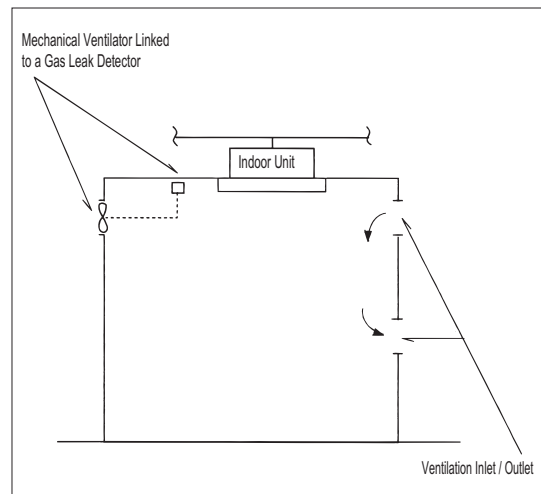 Mechanical Ventilator Linked
to a Gas Leak Detector
Indoor Unit
Ventilation Inlet / Outlet